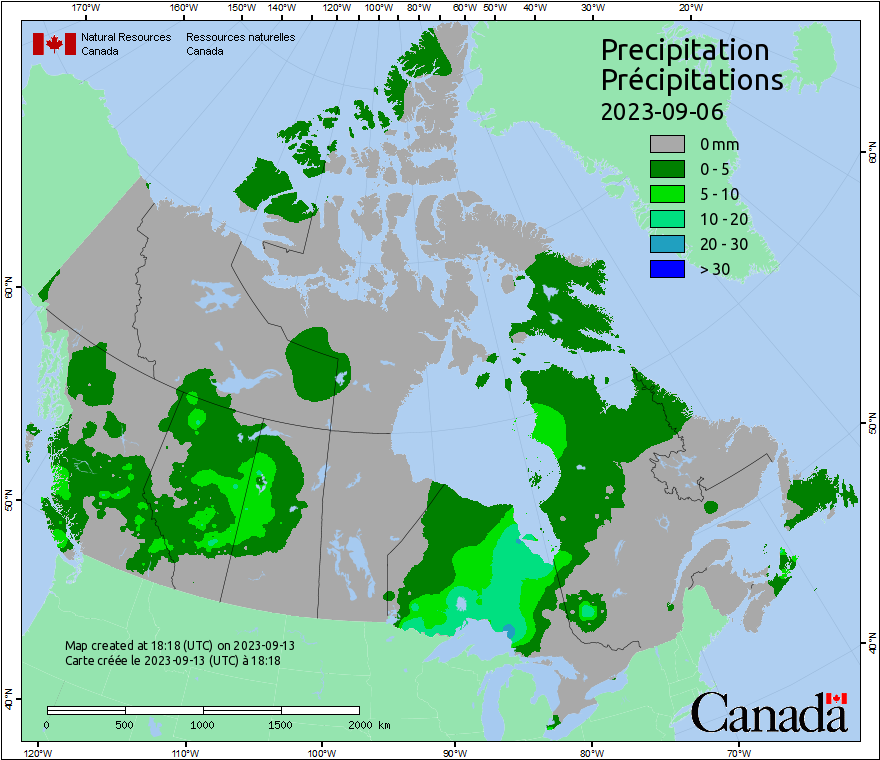 170°W 160°W 150°W 140°W 130°W 120°W 110°W 100°W 90°W 80°W 70°W 60°W 50°W 40°W 30°W 20°W
Natural Resources Canada
Ressources naturelles Canada
Precipitation
Précipitations
2023-09-06
0 mm
0 - 5
5 - 10
10 - 20
20 - 30
> 30
60°N
60°N
50°N
50°N
40°N
40°N
Map created at 18:18 (UTC) on 2023-09-13
Carte créée le 2023-09-13 (UTC) à 18:18
0 500 1000 1500 2000 km
Canada
120°W 110°W 100°W 90°W 80°W 70°W